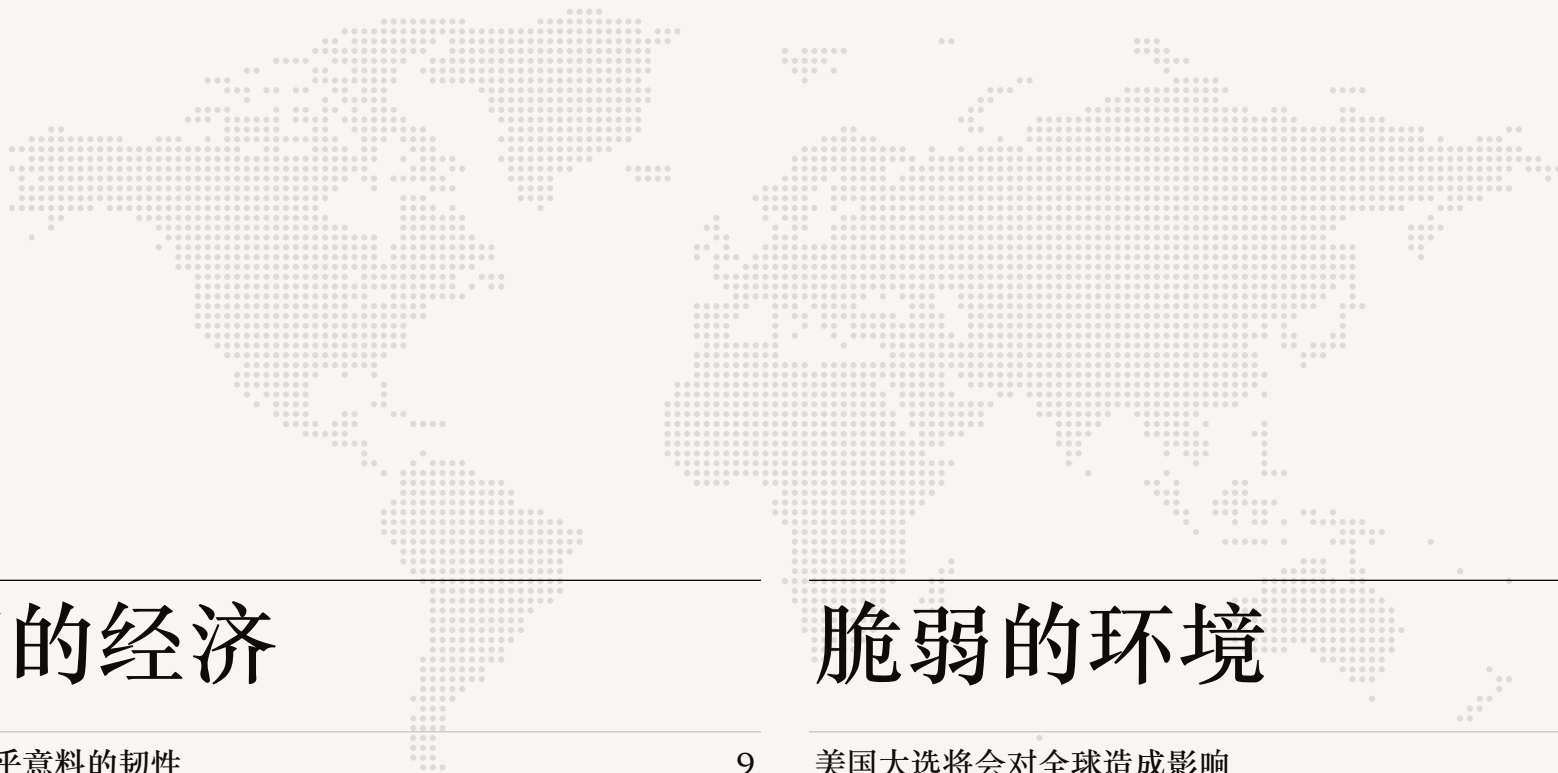 的经济
脆弱的环境
乎意料的韧性 9
美国大选将会对全球造成影响